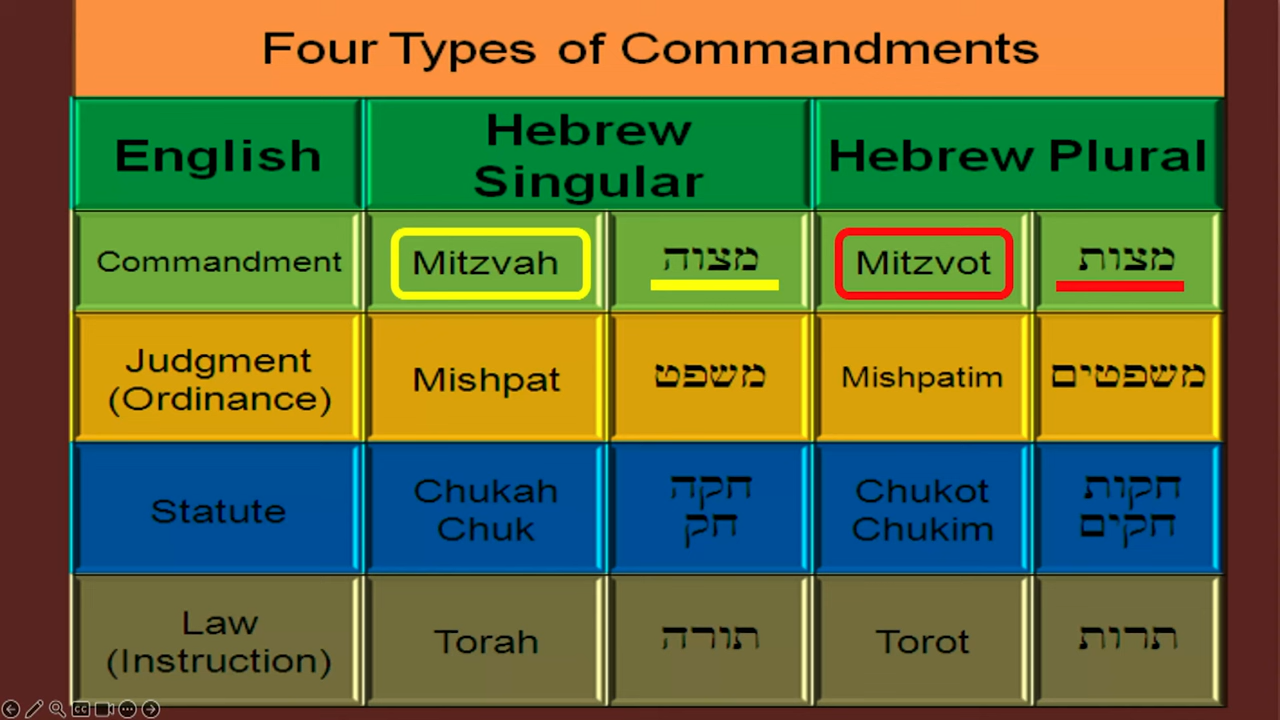 Four Types of Commandments
English
Hebrew
Singular
Hebrew Plural
Commandment
Mitzvah
מצוה
Mitzvot
מצות
Judgment
(Ordinance)
Mishpat
משפט
Mishpatim
משפטים
Statute
Chukah
Chuk
חקה
חק
Chukot
Chukim
חקות
חקים
Law
(Instruction)
Torah
תורה
Torot
תרות
CC